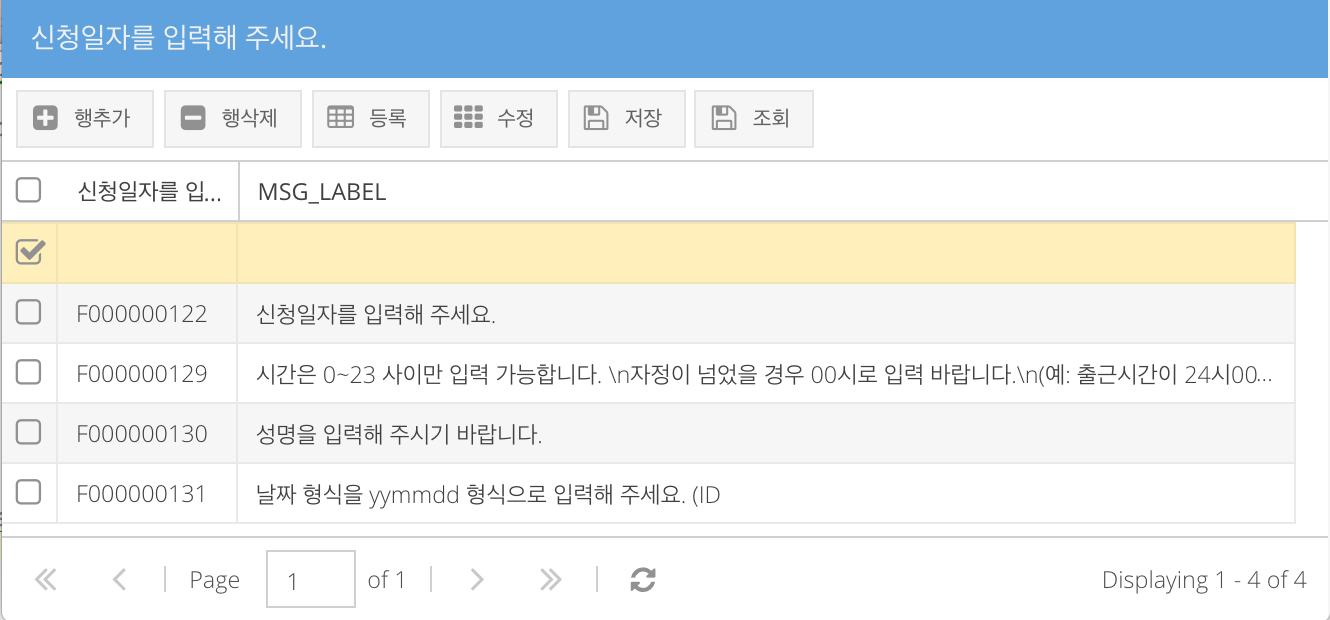 신청일자를 입력해 주세요.
행추가 행삭제 등록 수정 저장 조회
신청일자를 입... MSG_LABEL
F000000122 신청일자를 입력해 주세요.
F000000129 시간은 0~23 사이만 입력 가능합니다. \n자정이 넘었을 경우 00시로 입력 바랍니다.\n(예: 출근시간이 24시00...
F000000130 성명을 입력해 주시기 바랍니다.
F000000131 날짜 형식을 yymmdd 형식으로 입력해 주세요. (ID
Page 1 of 1 Displaying 1 - 4 of 4